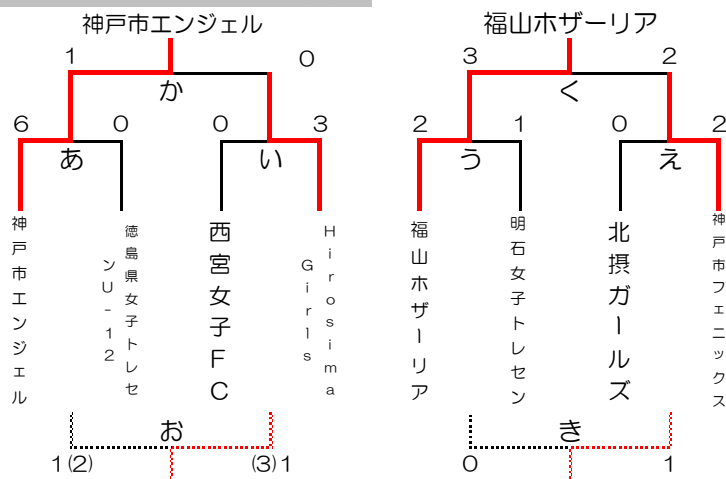 神戸市エンジェル
福山ホザーリア
1
0
3
2
か
く
6
0
0
3
2
1
0
2
あ
い
う
え
神戸市エンジェル
徳島県女子トレセ
ンU-12
西宮女子FC
Hirosima
Girls
福山ホザーリア
明石女子トレセン
北摂ガールズ
神戸市フェニックス
お
き
1(2)
(3)1
0
1